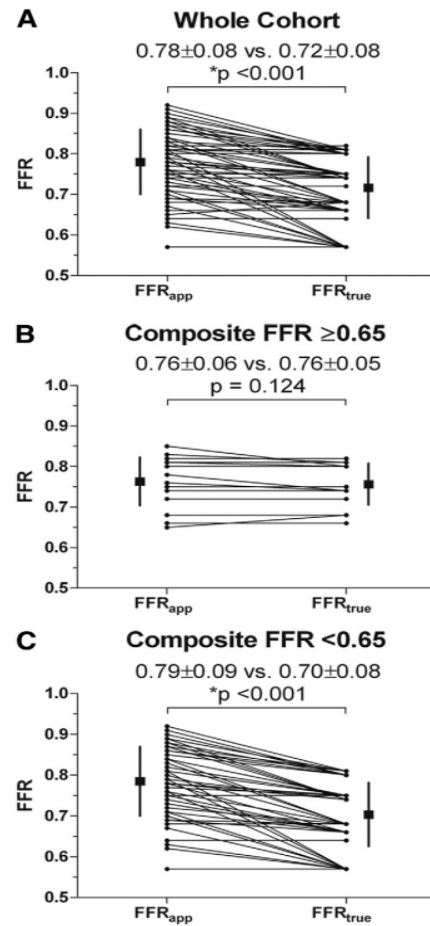 A Whole Cohort
0.78±0.08 vs. 0.72±0.08
*p <0.001
1.0
0.9
0.8
0.7
0.6
0.5
FFR
FFRapp FFRtrue
B Composite FFR ≥0.65
0.76±0.06 vs. 0.76±0.05
p = 0.124
1.0
0.9
0.8
0.7
0.6
0.5
FFR
FFRapp FFRtrue
C Composite FFR <0.65
0.79±0.09 vs. 0.70±0.08
*p <0.001
1.0
0.9
0.8
0.7
0.6
0.5
FFR
FFRapp FFRtrue